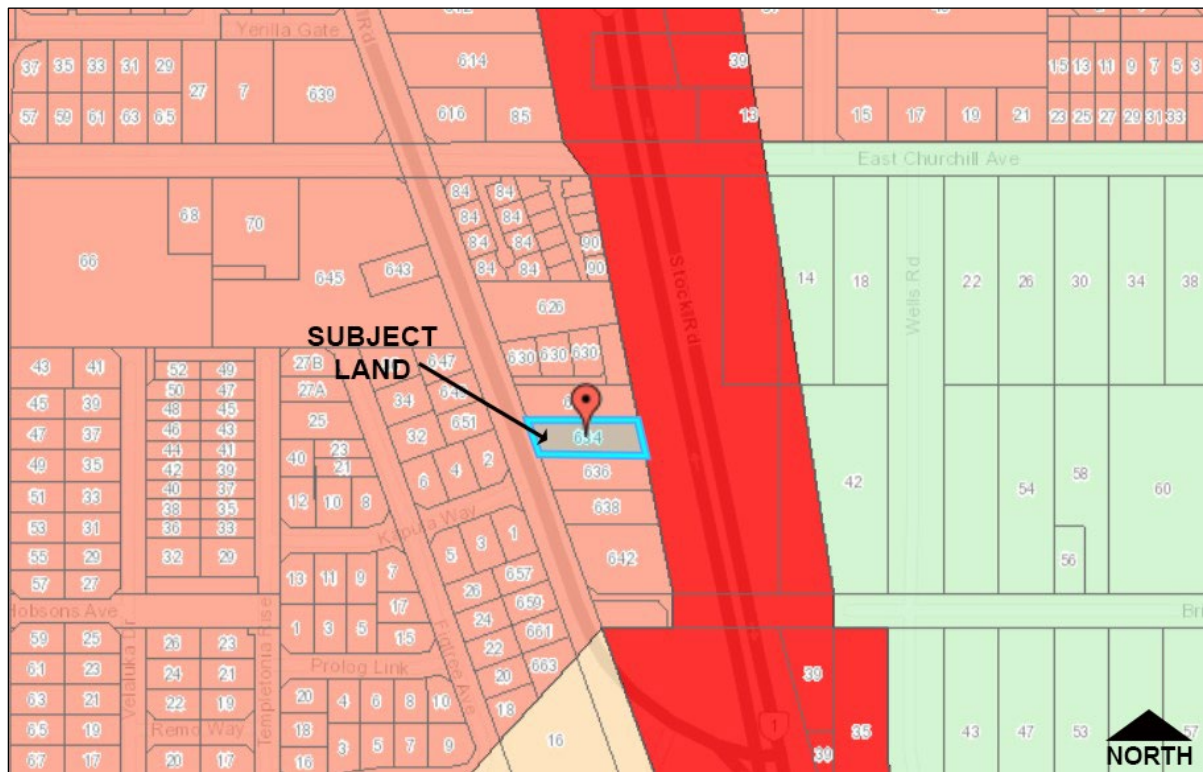 Yenilla Gate
Rd
614
39
37 35 33 31 29
27 7 639
15 13 11 9 7 5 3
57 59 61 63 65
616 85
13
15 17 19 21
23 25 27 29 31 33
East Churchill Ave
68 70
84 84
84 84
84 84 90
84 84 90
66
645 643
Stock Rd
Wells Rd
14 18 22 26 30 34 38
626
SUBJECT
LAND
630 630 630
43 41 52 49 27B 647
50 47 27A
45 39 48 45 34
25 651
47 37 46 43 32
634
44 41 40 23
49 35 42 39 21 4 2
636
40 37 12 10 8 6
42 54 58 60
51 33 38 35
638
53 31 36 33
Kapula Way
55 29 32 29
5 3 1
642
56
57 27
13 11 9 7
26 657
Hobsons Ave
17
24 659
59 25 26 23 1 3 5 15
22 661
61 23 24 21
Prolog Link
20 663
39
63 21 22 19
20 4 6 8 10
18
Velaluka Dr
Templetonia Rise
Figtree Ave
65 19
Remo Way
18
3 5 7 9
16
1
39
35
43 47 53 57
67 17 20 17 16
NORTH